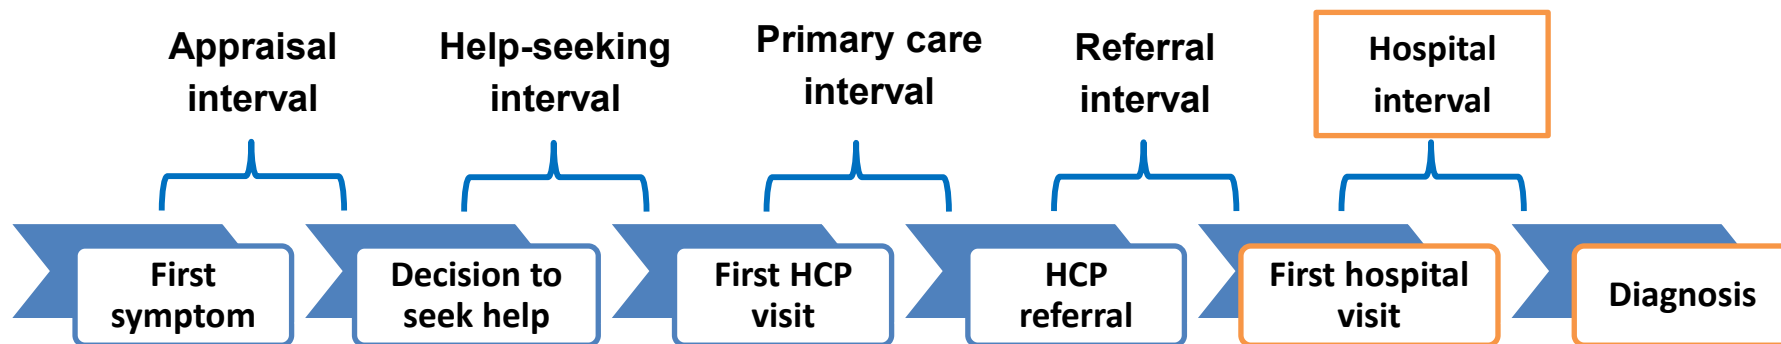 Appraisal
interval
Help-seeking
interval
Primary care
interval
Referral
interval
Hospital
interval
First
symptom
Decision to
seek help
First HCP
visit
HCP
referral
First hospital
visit
Diagnosis